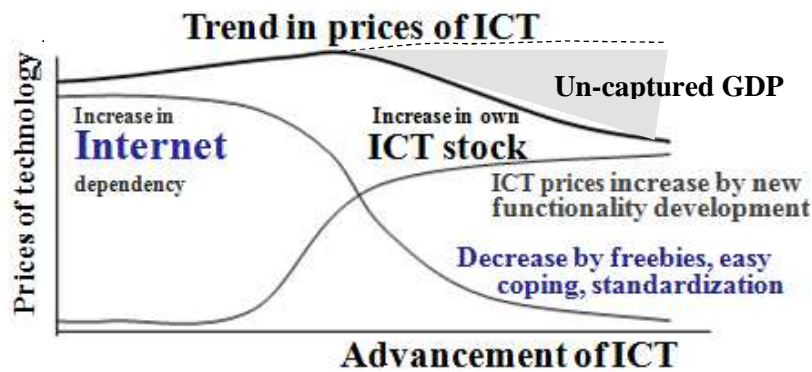 Trend in prices of ICT
Prices of technology
Un-captured GDP
Increase in
Internet
dependency
Increase in own
ICT stock
ICT prices increase by new
functionality development
Decrease by freebies, easy
coping, standardization
Advancement of ICT